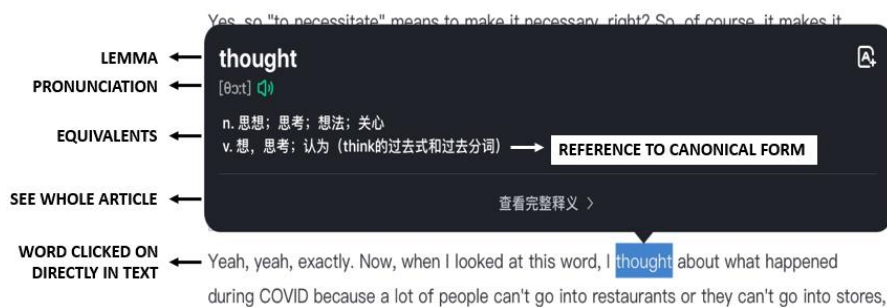 Yes, so "to necessitate" means to make it necessary, right? So, of course, it makes it
LEMMA
thought
PRONUNCIATION
[θɔːt]
EQUIVALENTS
n. 思想；思考；想法；关心
v. 想，思考；认为（think的过去式和过去分词）
REFERENCE TO CANONICAL FORM
SEE WHOLE ARTICLE
查看完整释义 >
WORD CLICKED ON
DIRECTLY IN TEXT
Yeah, yeah, exactly. Now, when I looked at this word, I thought about what happened
during COVID because a lot of people can't go into restaurants or they can't go into stores,